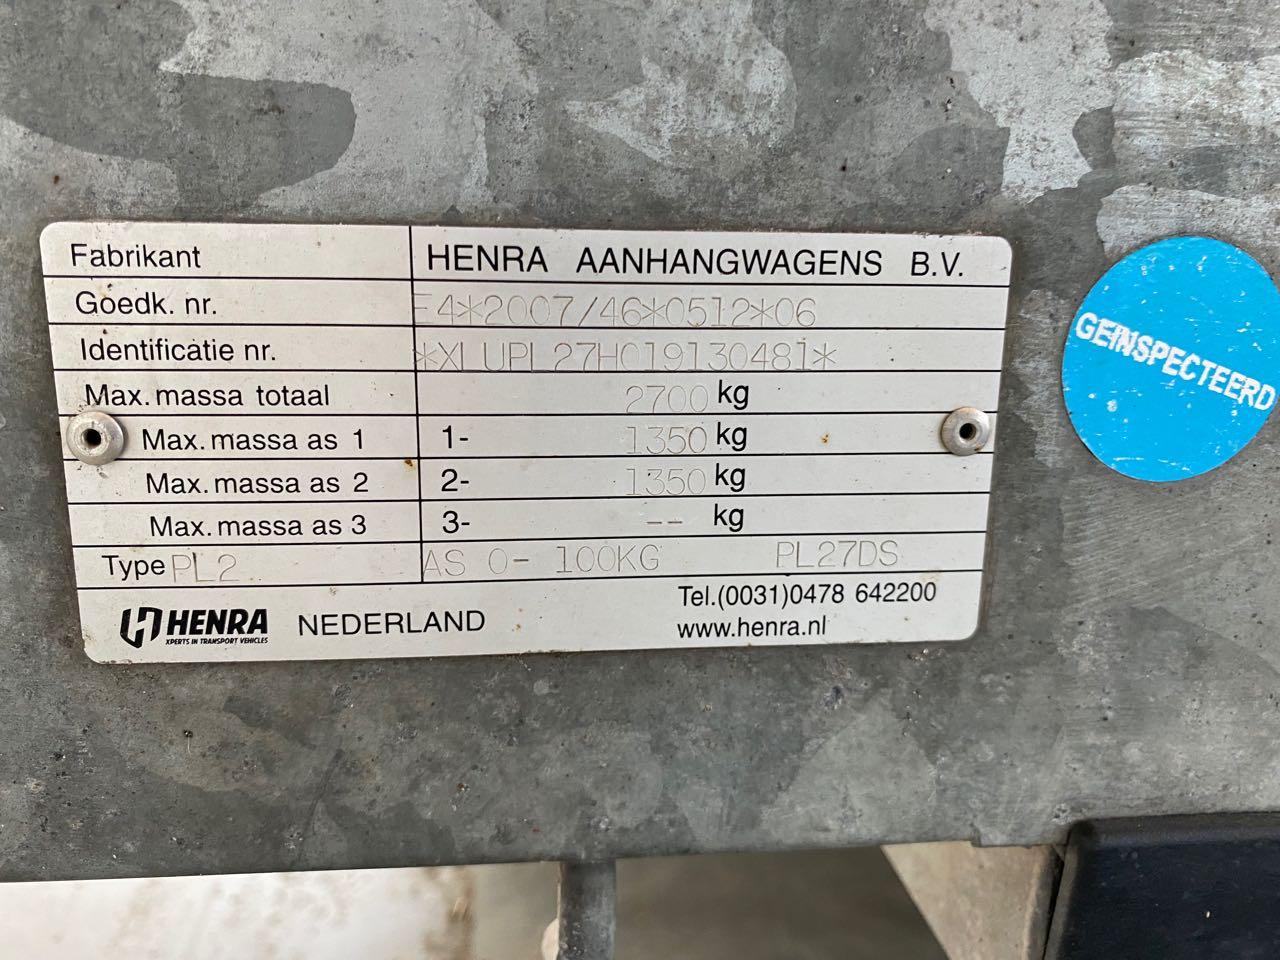 Fabrikant HENRA AANHANGWAGENS B.V.
Goedk. nr. E4*2007/46*0512*06
Identificatie nr. *XLUPL27H019130481*
Max. massa totaal 2700 kg
Max. massa as 1 1- 1350 kg
Max. massa as 2 2- 1350 kg
Max. massa as 3 3- -- kg
Type PL2 AS 0- 100KG PL27DS
HENRA
XPERTS IN TRANSPORT VEHICLES
NEDERLAND
Tel.(0031)0478 642200
www.henra.nl
GEINSPECTEERD